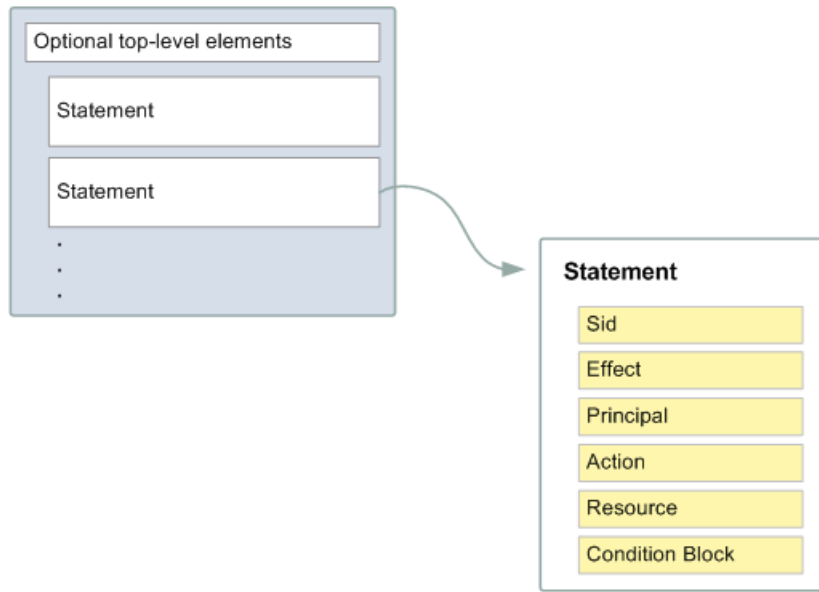 Optional top-level elements
Statement
Statement
.
.
.
Statement
Sid
Effect
Principal
Action
Resource
Condition Block